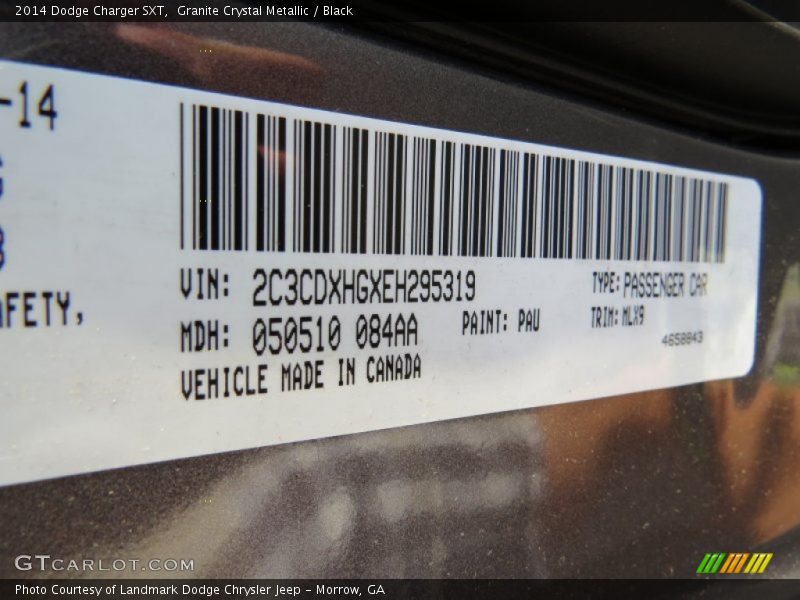 2014 Dodge Charger SXT, Granite Crystal Metallic / Black
-14
AFETY,
VIN: 2C3CDXHGXEH295319
TYPE: PASSENGER CAR
MDH: 050510 084AA
PAINT: PAU
TRIM: MLX9
4658843
VEHICLE MADE IN CANADA
GTCARLOT.COM
Photo Courtesy of Landmark Dodge Chrysler Jeep - Morrow, GA